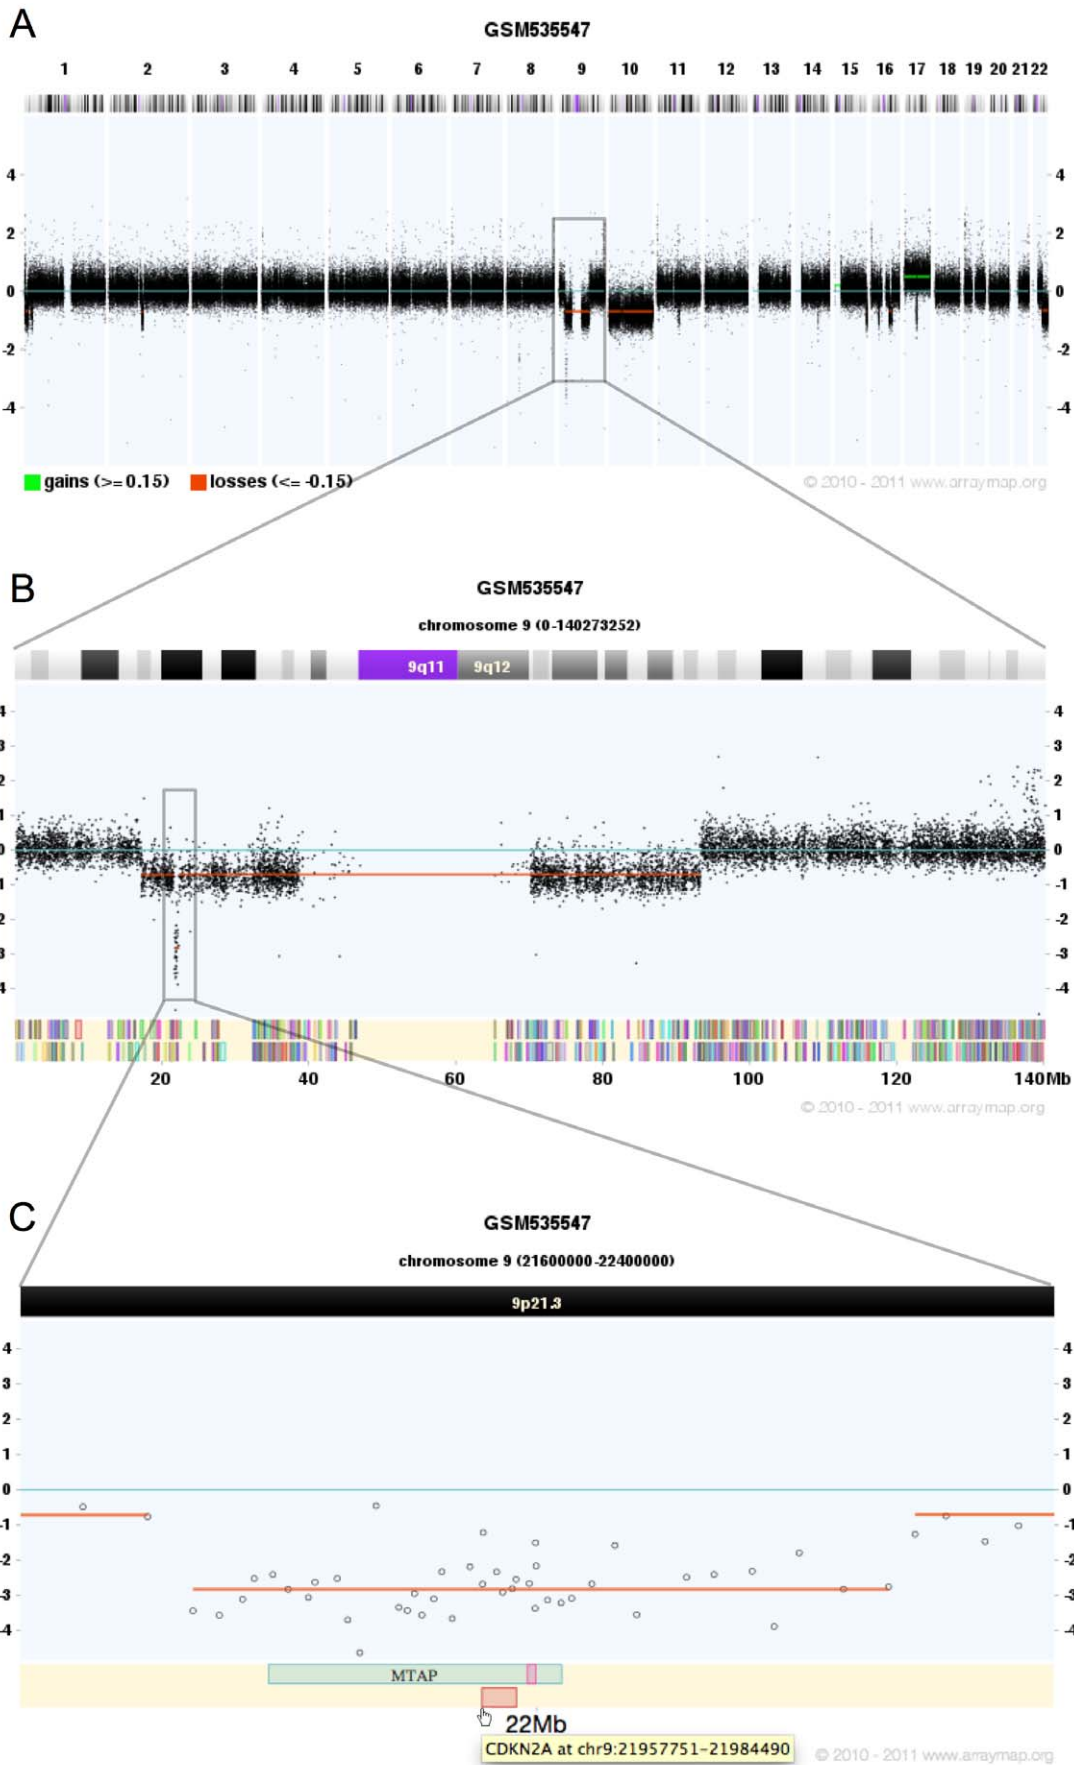 A
GSM535547
1 2 3 4 5 6 7 8 9 10 11 12 13 14 15 16 17 18 19 20 21 22
4 4
2 2
0 0
-2 -2
-4 -4
gains (>= 0.15) losses (<= -0.15)
© 2010 - 2011 www.arraymap.org
B
GSM535547
chromosome 9 (0-140273252)
9q11 9q12
4 4
3 3
2 2
1 1
0 0
1 -1
2 -2
3 -3
4 -4
20 40 60 80 100 120 140Mb
© 2010 - 2011 www.arraymap.org
C
GSM535547
chromosome 9 (21600000-22400000)
9p21.3
4 4
3 3
2 2
1 1
0 0
-1 -1
-2 -2
-3 -3
-4 -4
MTAP
22Mb
CDKN2A at chr9:21957751-21984490
© 2010 - 2011 www.arraymap.org